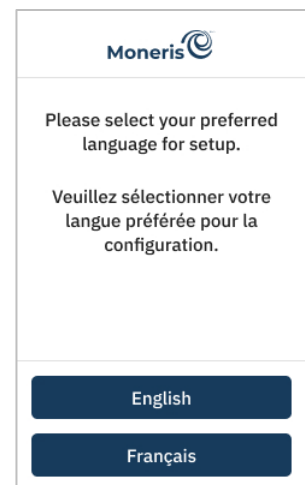 Moneris
Please select your preferred
language for setup.
Veuillez sélectionner votre
langue préférée pour la
configuration.
English
Français